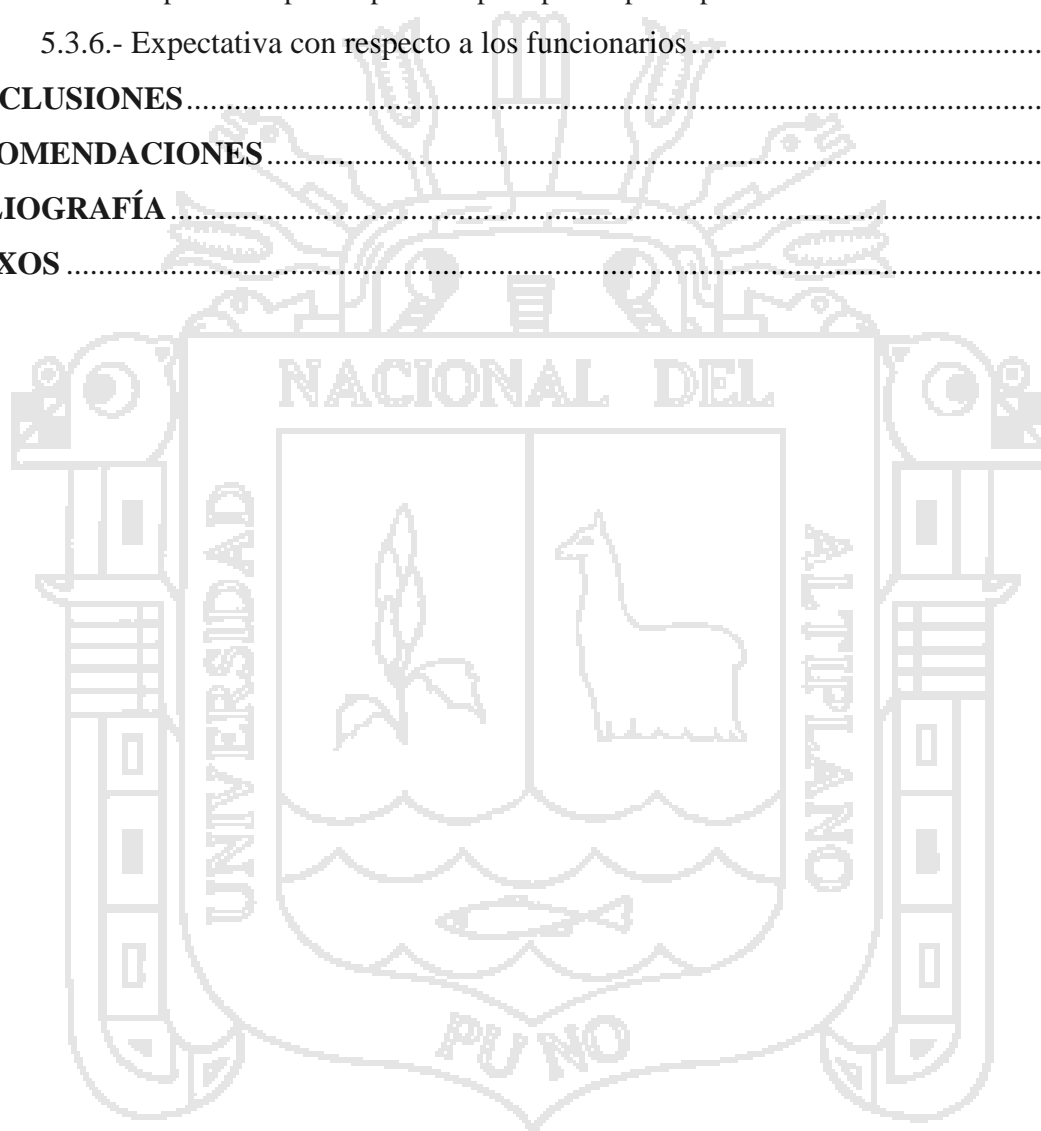 5.3.6.- Expectativa con respecto a los funcionarios........................................................
CLUSIONES........................................................................................................
OMENDACIONES................................................................................................
LIOGRAFÍA........................................................................................................
XOS........................................................................................................
NACIONAL DEL
UNIVERSIDAD
ALTIPLANO
PUNO